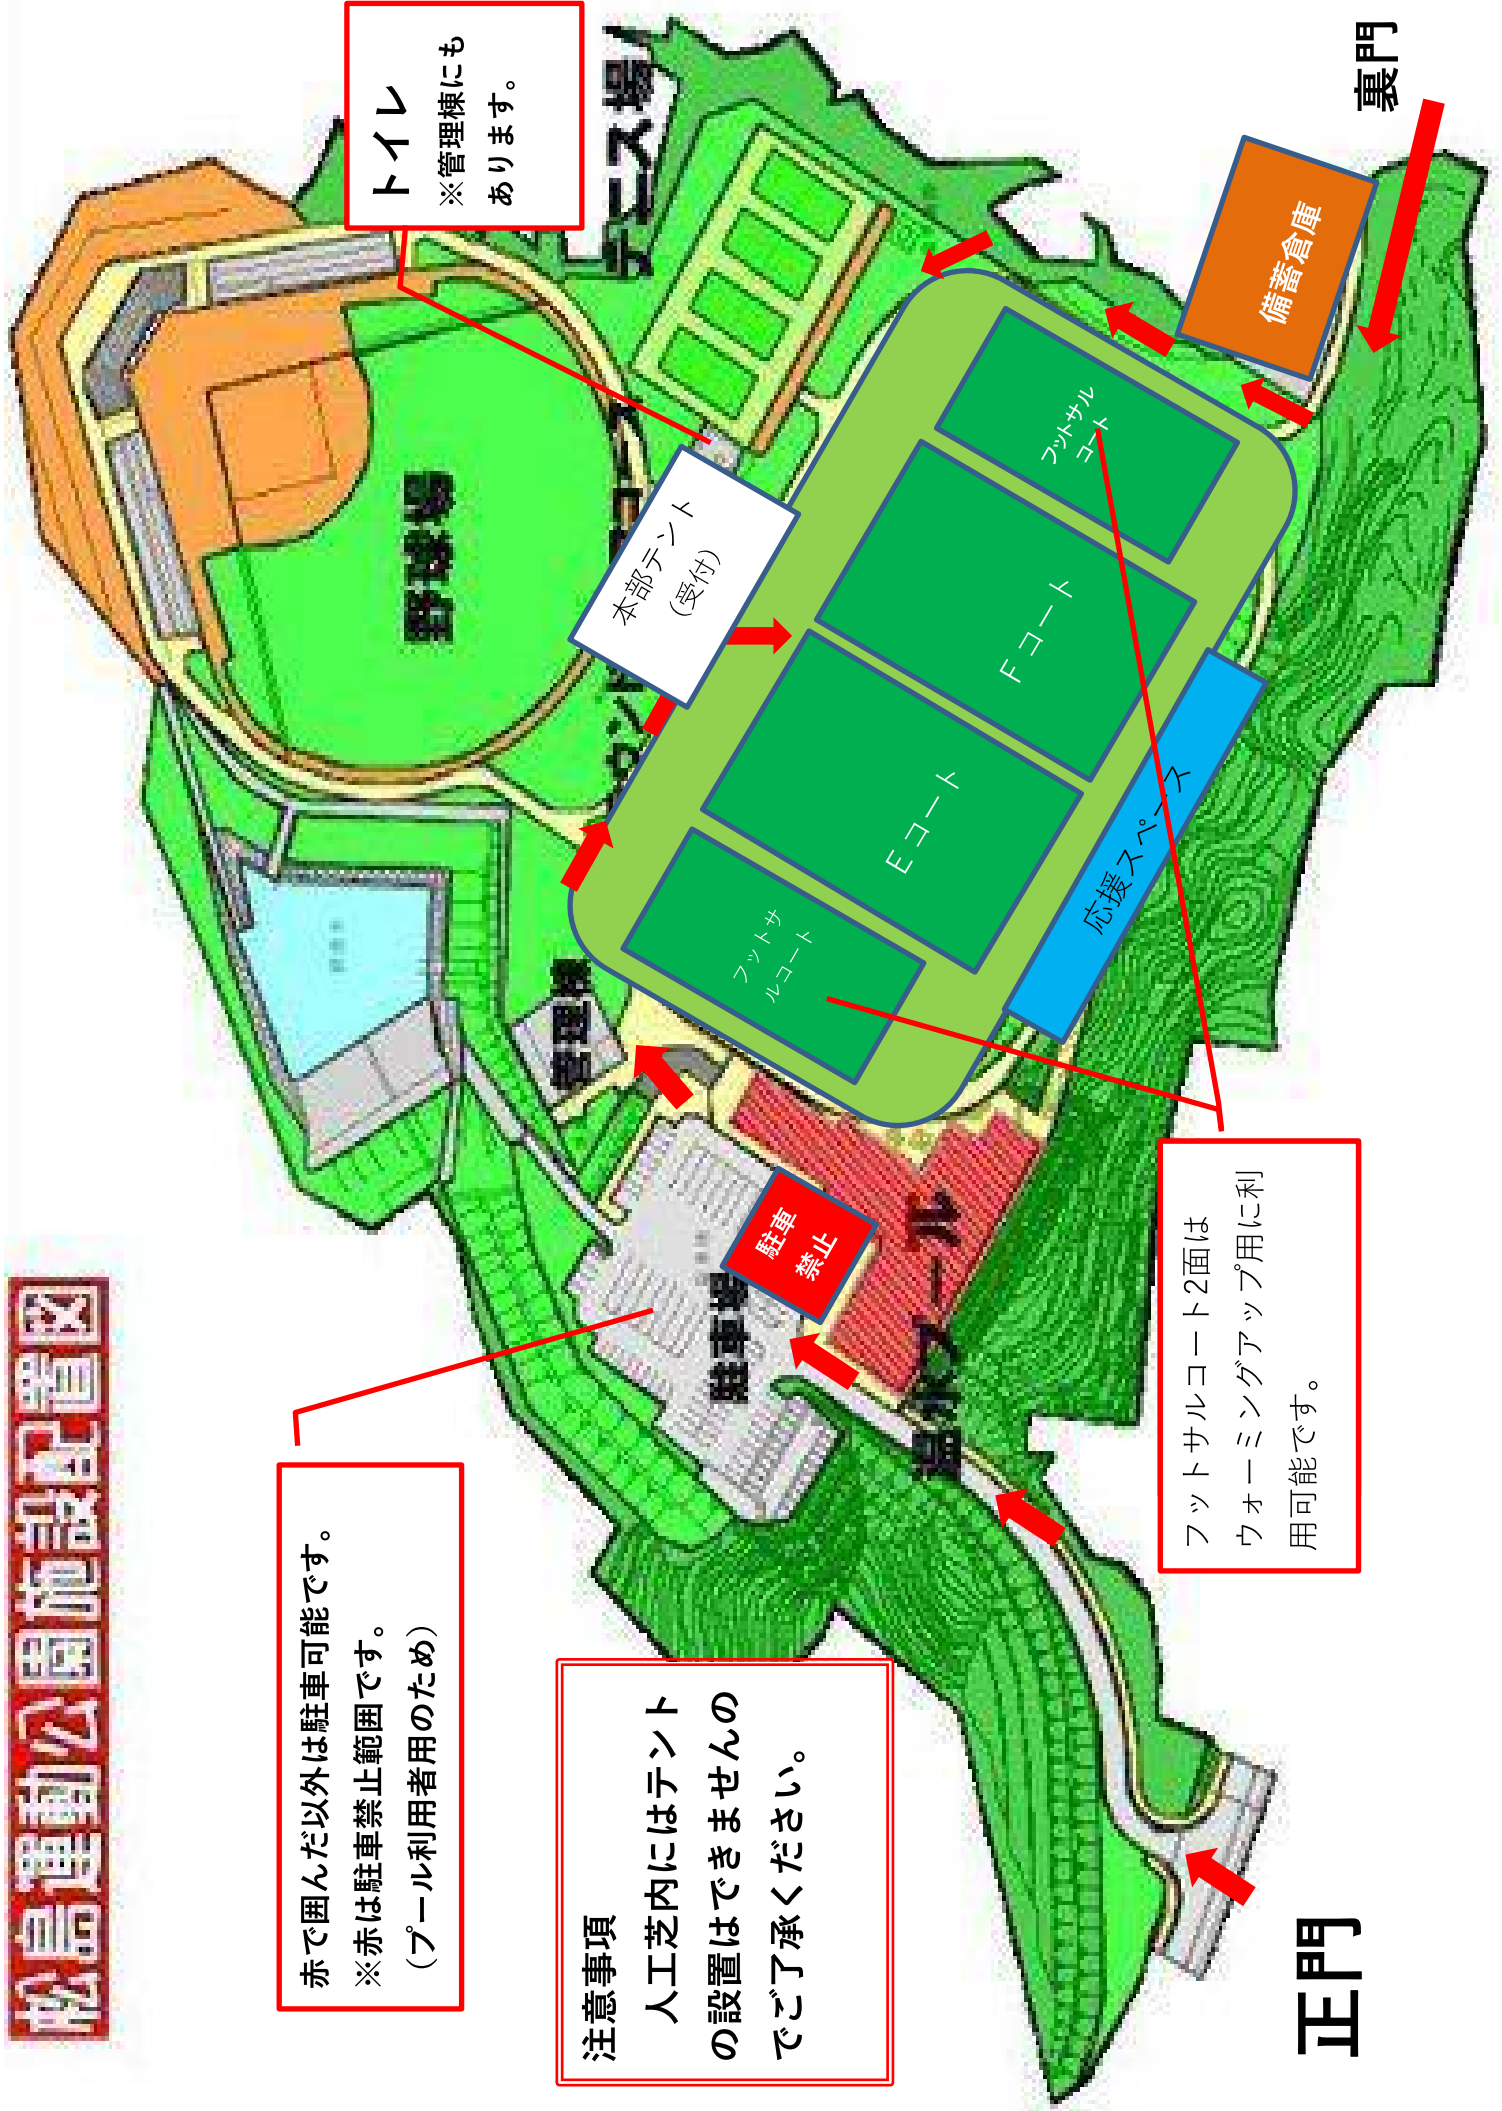 松島運動公園施設配置図
赤で囲んだ以外は駐車可能です。
※赤は駐車禁止範囲です。
(プール利用者用のため)
トイレ
※管理棟にも
あります。
野球場
テニス場
本部テント
(受付)
管理棟
駐車場
駐車
禁止
温水プール
フットサ
ルコート
Eコート
Fコート
フットサル
コート
応援スペース
備蓄倉庫
裏門
注意事項
人工芝内にはテント
の設置はできませんの
でご了承ください。
フットサルコート2面は
ウォーミングアップ用に利
用可能です。
正門